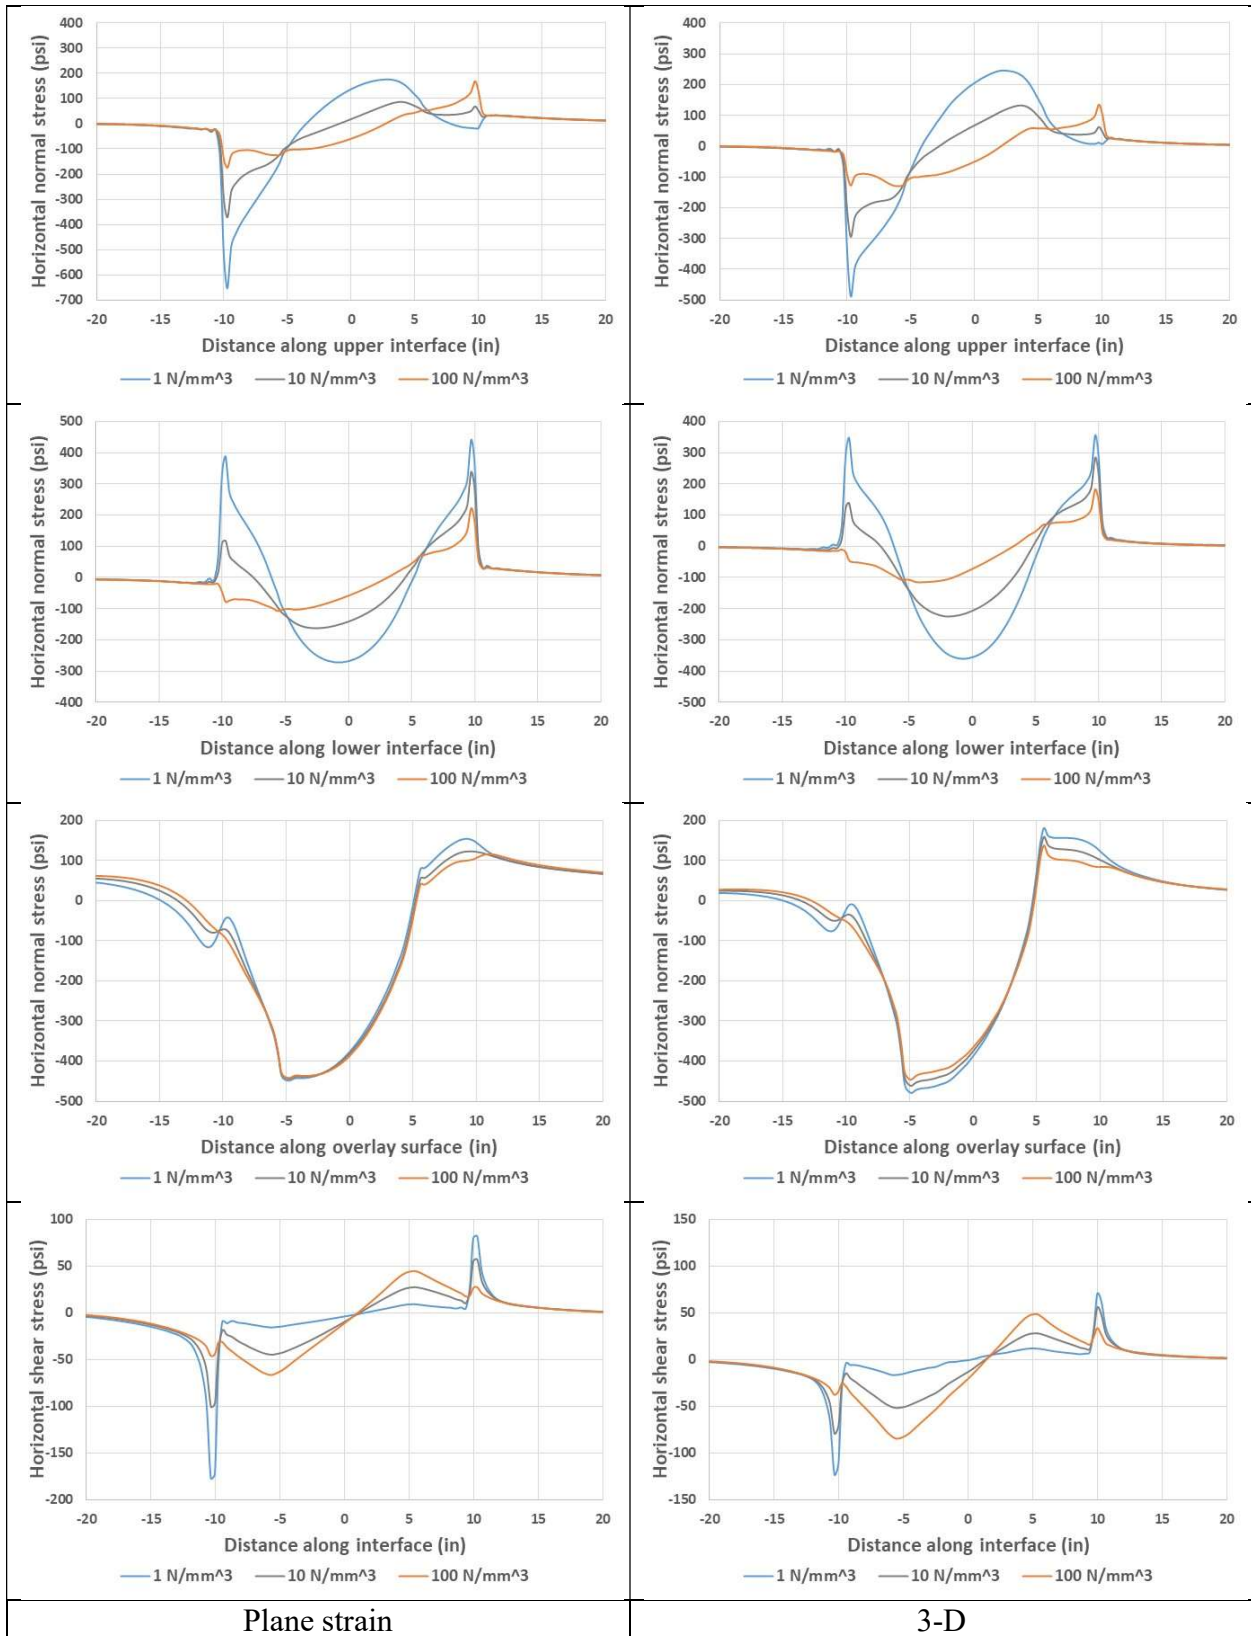 Horizontal normal stress (psi)
400
300
200
100
0
-100
-200
-300
-400
-500
-600
-700
-20 -15 -10 -5 0 5 10 15 20
Distance along upper interface (in)
1 N/mm^3 10 N/mm^3 100 N/mm^3
Horizontal normal stress (psi)
400
300
200
100
0
-100
-200
-300
-400
-500
-20 -15 -10 -5 0 5 10 15 20
Distance along upper interface (in)
1 N/mm^3 10 N/mm^3 100 N/mm^3
Horizontal normal stress (psi)
500
400
300
200
100
0
-100
-200
-300
-400
-20 -15 -10 -5 0 5 10 15 20
Distance along lower interface (in)
1 N/mm^3 10 N/mm^3 100 N/mm^3
Horizontal normal stress (psi)
400
300
200
100
0
-100
-200
-300
-400
-500
-20 -15 -10 -5 0 5 10 15 20
Distance along lower interface (in)
1 N/mm^3 10 N/mm^3 100 N/mm^3
Horizontal normal stress (psi)
200
100
0
-100
-200
-300
-400
-500
-20 -15 -10 -5 0 5 10 15 20
Distance along overlay surface (in)
1 N/mm^3 10 N/mm^3 100 N/mm^3
Horizontal normal stress (psi)
200
100
0
-100
-200
-300
-400
-500
-20 -15 -10 -5 0 5 10 15 20
Distance along overlay surface (in)
1 N/mm^3 10 N/mm^3 100 N/mm^3
Horizontal shear stress (psi)
100
50
0
-50
-100
-150
-200
-20 -15 -10 -5 0 5 10 15 20
Distance along interface (in)
1 N/mm^3 10 N/mm^3 100 N/mm^3
Horizontal shear stress (psi)
150
100
50
0
-50
-100
-150
-20 -15 -10 -5 0 5 10 15 20
Distance along interface (in)
1 N/mm^3 10 N/mm^3 100 N/mm^3
Plane strain
3-D